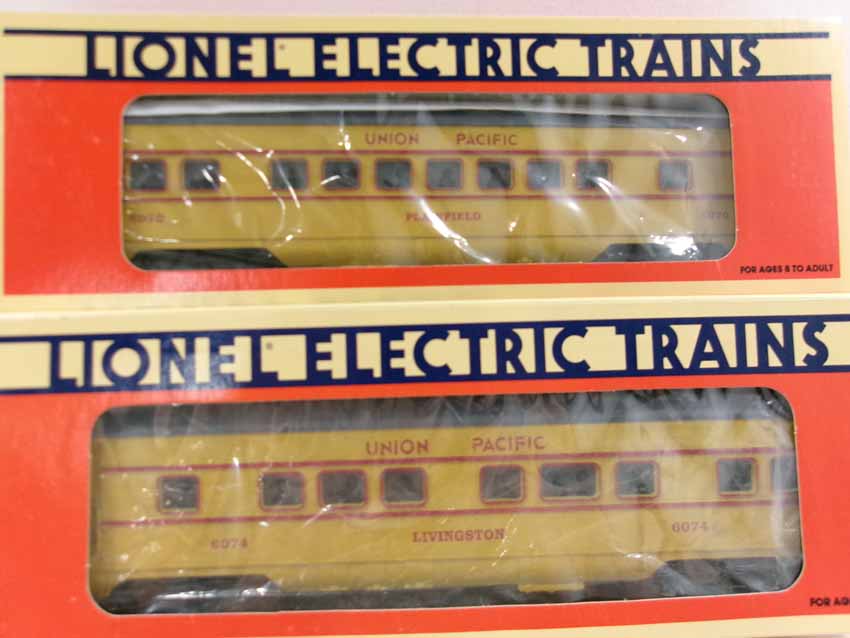 LIONEL ELECTRIC TRAINS
UNION PACIFIC
PLAINFIELD
FOR AGES 8 TO ADULT
LIONEL ELECTRIC TRAINS
UNION PACIFIC
6074 LIVINGSTON 6074
FOR